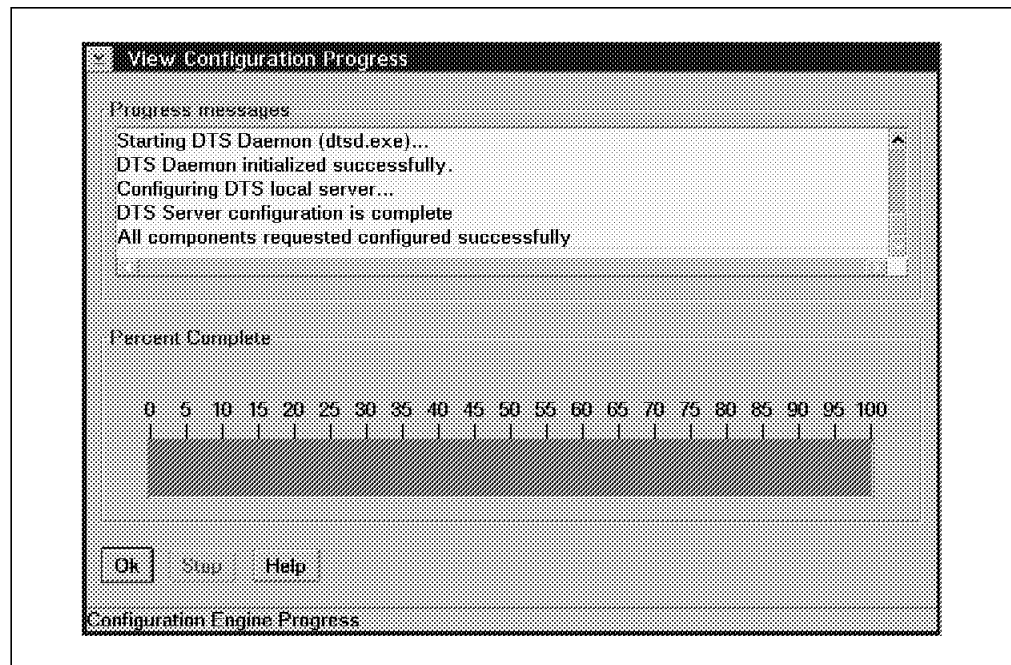 View Configuration Progress
Progress messages
Starting DTS Daemon (dtsd.exe)...
DTS Daemon initialized successfully.
Configuring DTS local server...
DTS Server configuration is complete
All components requested configured successfully
Percent Complete
0 5 10 15 20 25 30 35 40 45 50 55 60 65 70 75 80 85 90 95 100
Ok Stop Help
Configuration Engine Progress